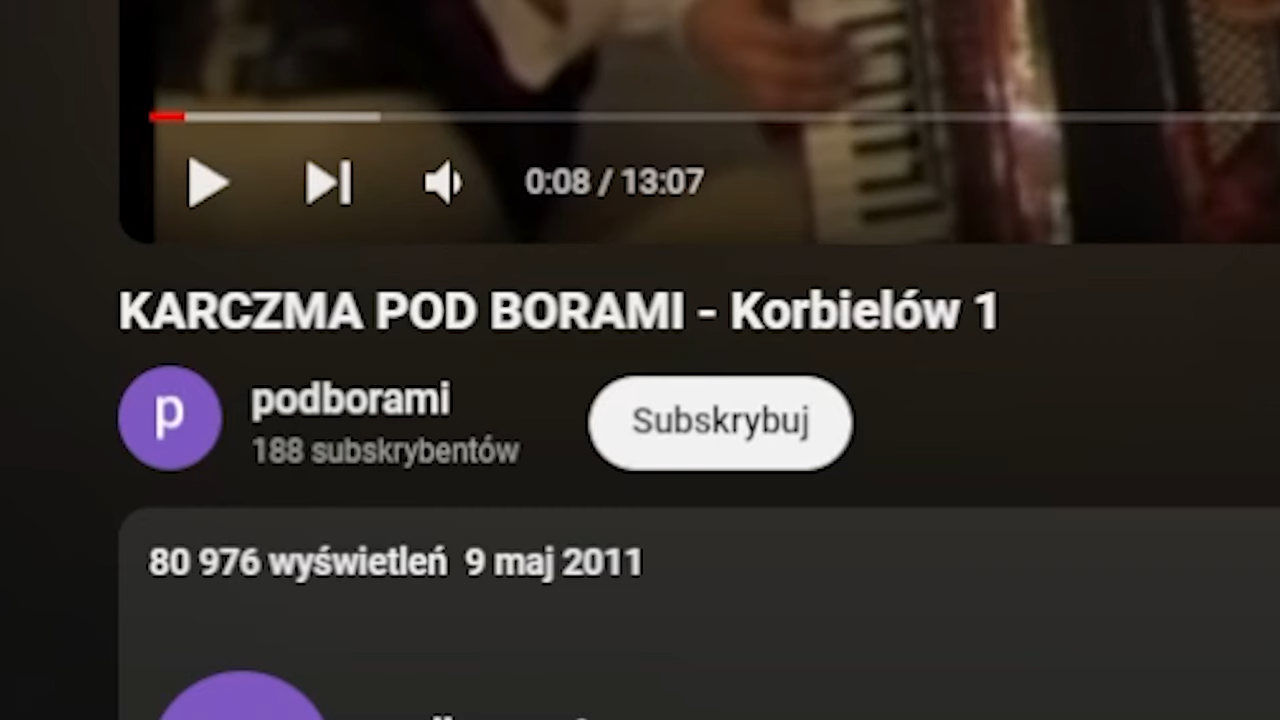 0:08 / 13:07
KARCZMA POD BORAMI - Korbielów 1
p
podborami
188 subskrybentów
Subskrybuj
80 976 wyświetleń 9 maj 2011